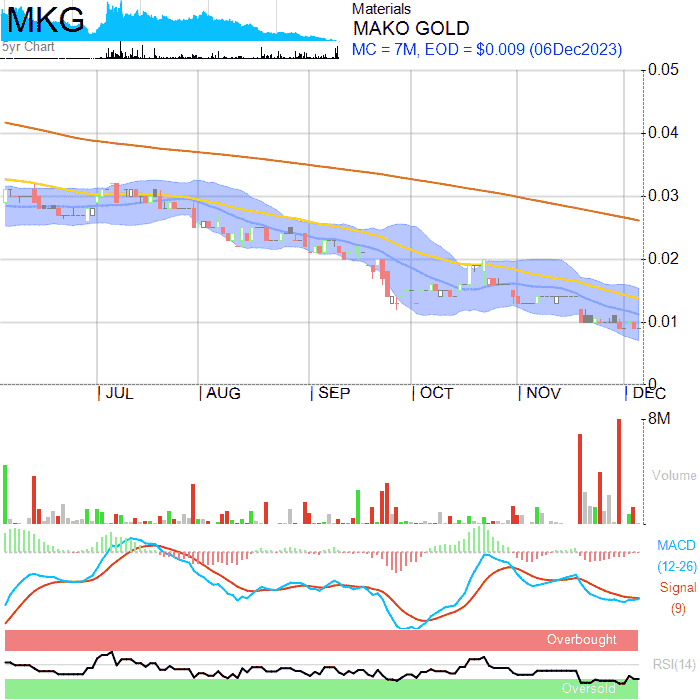 MKG
5yr Chart
Materials
MAKO GOLD
MC = 7M, EOD = $0.009 (06Dec2023)
0.05
0.04
0.03
0.02
0.01
0
JUL AUG SEP OCT NOV DEC
8M
Volume
MACD
(12-26)
Signal
(9)
Overbought
RSI(14)
Oversold